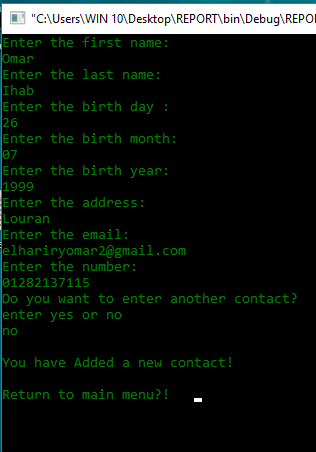 "C:\Users\WIN 10\Desktop\REPORT\bin\Debug\REPO
Enter the first name:
Omar
Enter the last name:
Ihab
Enter the birth day :
26
Enter the birth month:
07
Enter the birth year:
1999
Enter the address:
Louran
Enter the email:
elhariryomar2@gmail.com
Enter the number:
01282137115
Do you want to enter another contact?
enter yes or no
no
You have Added a new contact!
Return to main menu?!